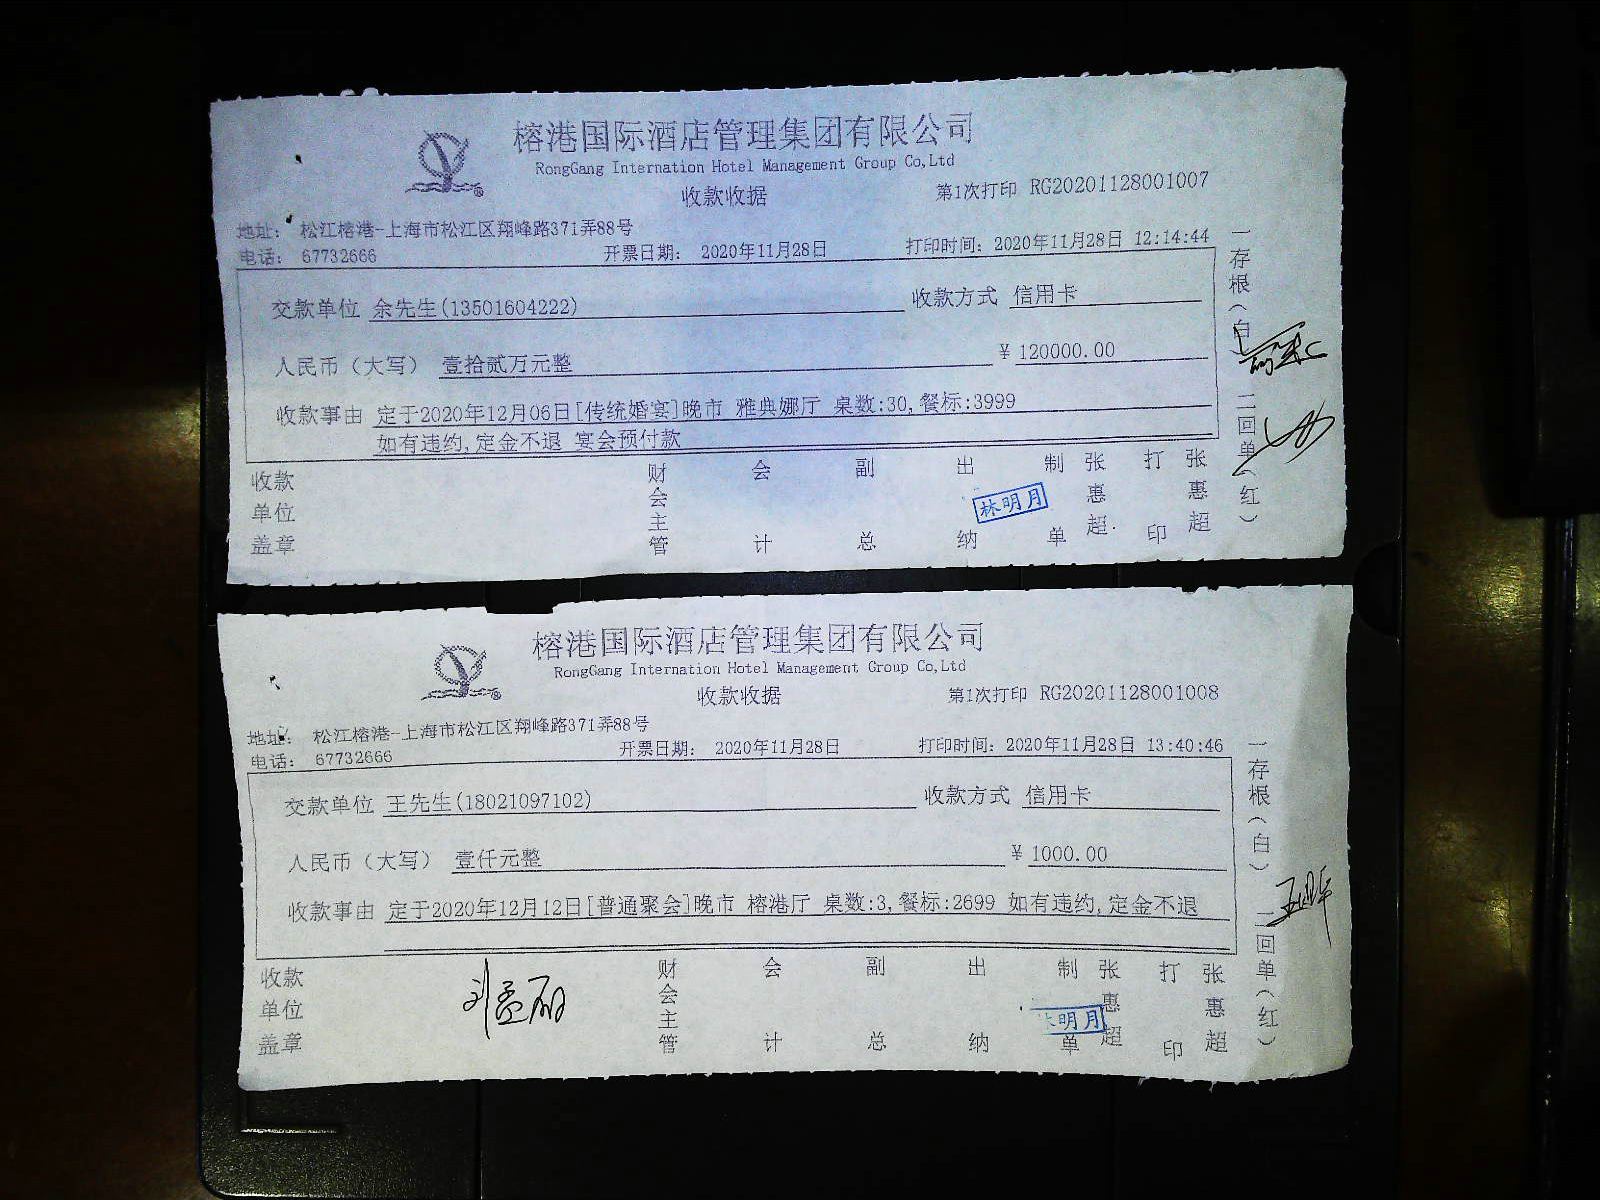 榕港国际酒店管理集团有限公司
RongGang Internation Hotel Management Group Co,Ltd
收款收据
第1次打印 RG20201128001007
地址: 松江榕港-上海市松江区翔峰路371弄88号
电话: 67732666
开票日期: 2020年11月28日
打印时间: 2020年11月28日 12:14:44
交款单位 余先生(13501604222)
收款方式 信用卡
人民币(大写) 壹拾贰万元整
¥ 120000.00
收款事由 定于2020年12月06日[传统婚宴]晚市 雅典娜厅 桌数:30,餐标:3999
如有违约,定金不退 宴会预付款
收款单位盖章
财会主管
会计
副总
出纳
林明月
制单
张惠超
打印
张惠超
一存根(白)
二回单(红)
榕港国际酒店管理集团有限公司
RongGang Internation Hotel Management Group Co,Ltd
收款收据
第1次打印 RG20201128001008
地址: 松江榕港-上海市松江区翔峰路371弄88号
电话: 67732666
开票日期: 2020年11月28日
打印时间: 2020年11月28日 13:40:46
交款单位 王先生(18021097102)
收款方式 信用卡
人民币(大写) 壹仟元整
¥ 1000.00
收款事由 定于2020年12月12日[普通聚会]晚市 榕港厅 桌数:3,餐标:2699 如有违约,定金不退
收款单位盖章
刘孟丽
财会主管
会计
副总
出纳
林明月
制单
张惠超
打印
张惠超
一存根(白)
二回单(红)